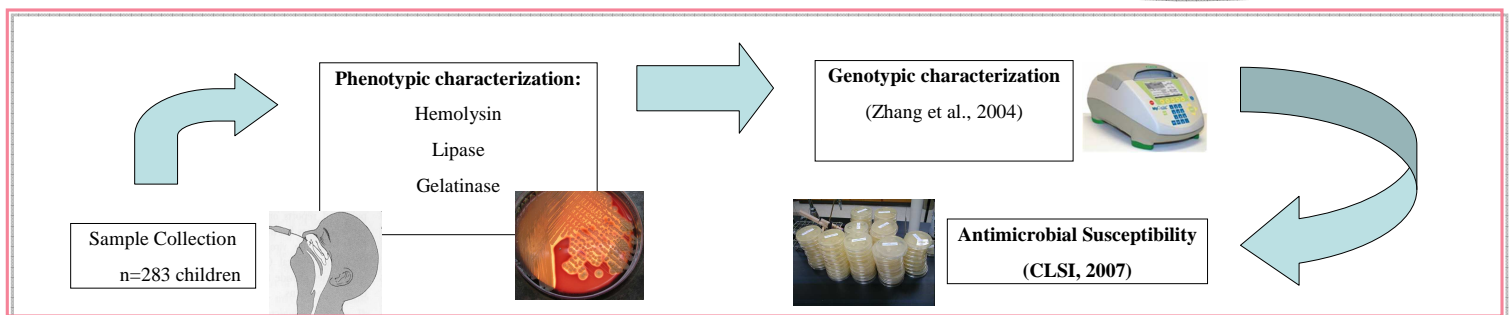 Sample Collection
n=283 children
Phenotypic characterization:
Hemolysin
Lipase
Gelatinase
Genotypic characterization
(Zhang et al., 2004)
Antimicrobial Susceptibility
(CLSI, 2007)